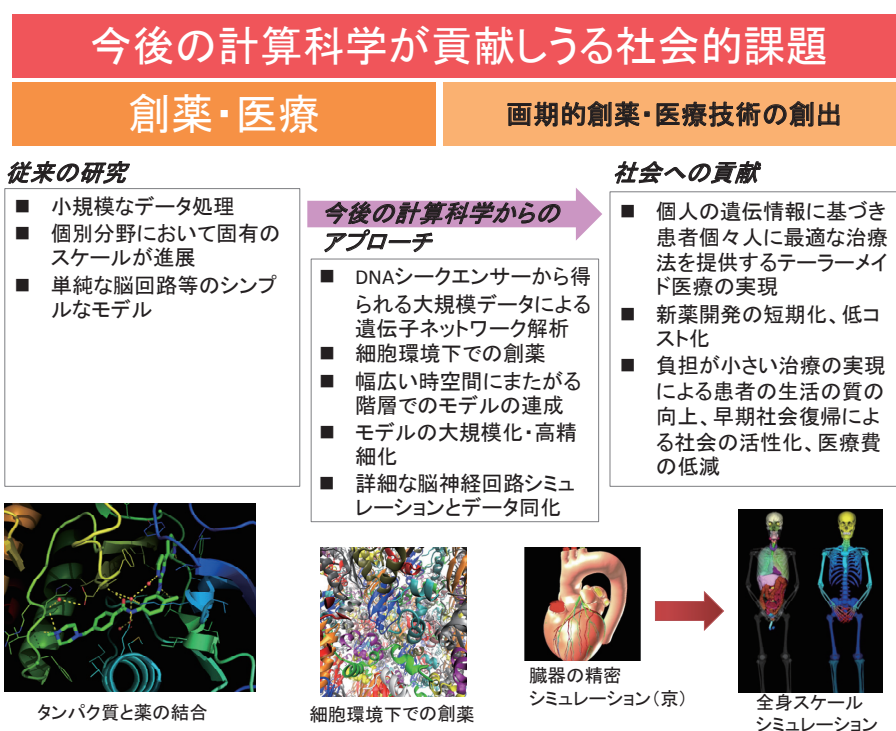 今後の計算科学が貢献しうる社会的課題
創薬・医療
画期的創薬・医療技術の創出
従来の研究
■ 小規模なデータ処理
■ 個別分野において固有の
スケールが進展
■ 単純な脳回路等のシンプ
ルなモデル
今後の計算科学からの
アプローチ
■ DNAシークエンサーから得
られる大規模データによる
遺伝子ネットワーク解析
■ 細胞環境下での創薬
■ 幅広い時空間にまたがる
階層でのモデルの連成
■ モデルの大規模化・高精
細化
■ 詳細な脳神経回路シミュ
レーションとデータ同化
社会への貢献
■ 個人の遺伝情報に基づき
患者個々人に最適な治療
法を提供するテーラーメイ
ド医療の実現
■ 新薬開発の短期化、低コ
スト化
■ 負担が小さい治療の実現
による患者の生活の質の
向上、早期社会復帰によ
る社会の活性化、医療費
の低減
タンパク質と薬の結合
細胞環境下での創薬
臓器の精密
シミュレーション(京)
全身スケール
シミュレーション